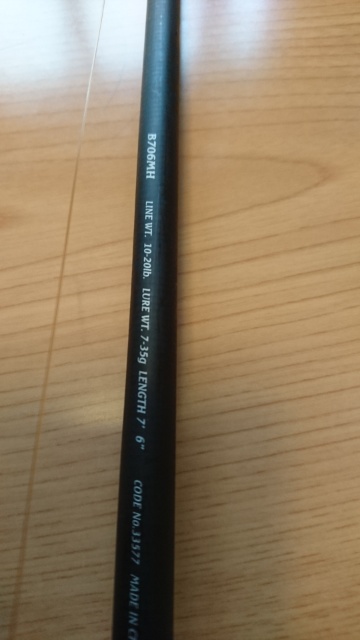 B706MH LINE WT. 10-20lb. LURE WT. 7-35g LENGTH 7' 6" CODE No.33577 MADE IN